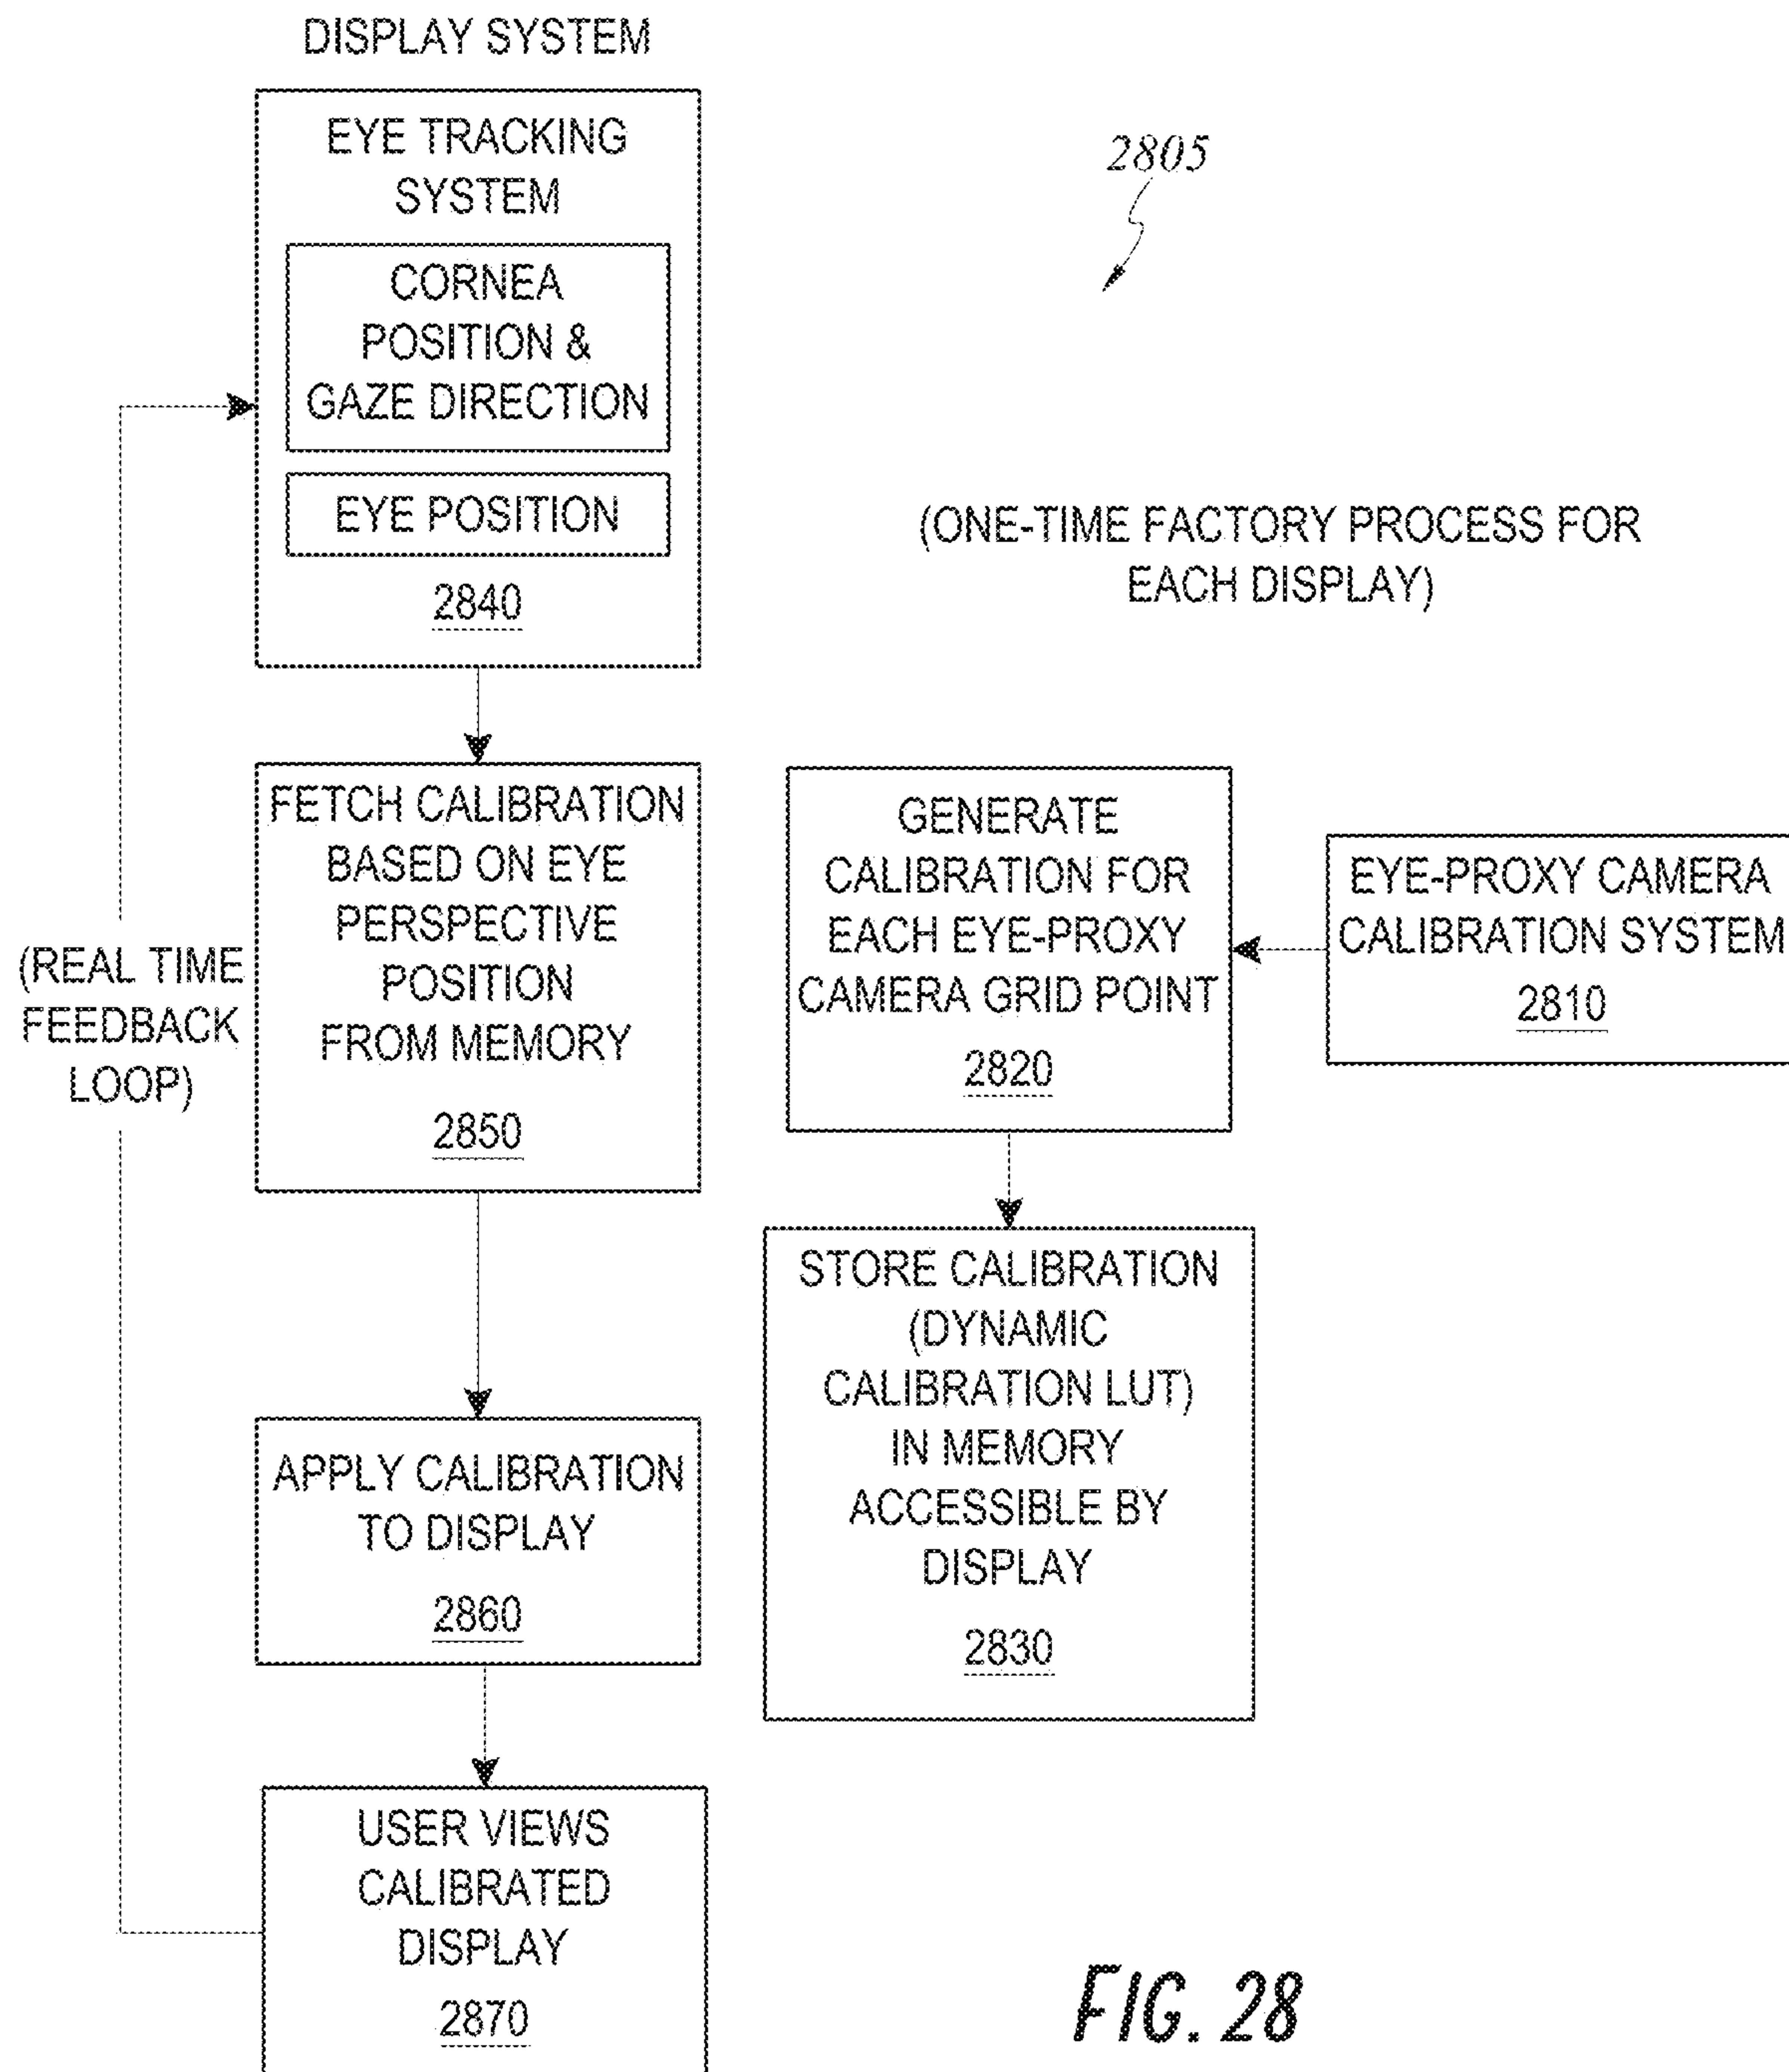 DISPLAY SYSTEM
EYE TRACKING
SYSTEM
CORNEA
POSITION &
GAZE DIRECTION
EYE POSITION
2840
2805
(ONE-TIME FACTORY PROCESS FOR
EACH DISPLAY)
FETCH CALIBRATION
BASED ON EYE
PERSPECTIVE
POSITION
FROM MEMORY
2850
(REAL TIME
FEEDBACK
LOOP)
GENERATE
CALIBRATION FOR
EACH EYE-PROXY
CAMERA GRID POINT
2820
EYE-PROXY CAMERA
CALIBRATION SYSTEM
2810
STORE CALIBRATION
(DYNAMIC
CALIBRATION LUT)
IN MEMORY
ACCESSIBLE BY
DISPLAY
2830
APPLY CALIBRATION
TO DISPLAY
2860
USER VIEWS
CALIBRATED
DISPLAY
2870
FIG. 28